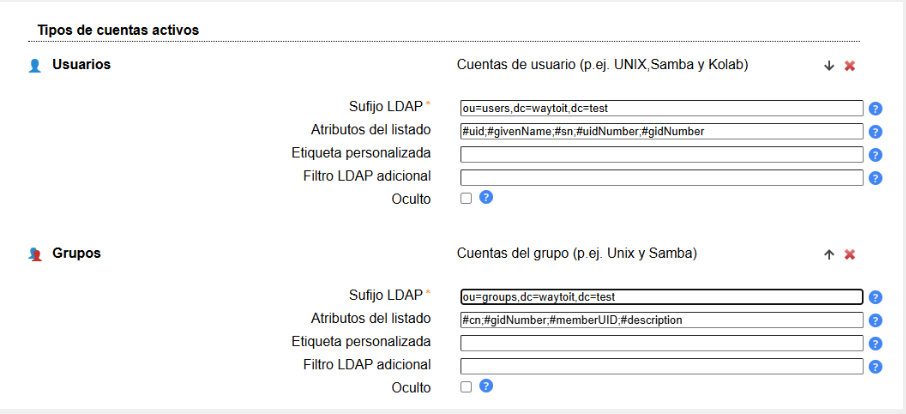 Tipos de cuentas activos
Usuarios Cuentas de usuario (p.ej. UNIX,Samba y Kolab)
Sufijo LDAP * ou=users,dc=waytoit,dc=test ?
Atributos del listado #uid;#givenName;#sn;#uidNumber;#gidNumber ?
Etiqueta personalizada ?
Filtro LDAP adicional ?
Oculto ?
Grupos Cuentas del grupo (p.ej. Unix y Samba)
Sufijo LDAP * ou=groups,dc=waytoit,dc=test ?
Atributos del listado #cn;#gidNumber;#memberUID;#description ?
Etiqueta personalizada ?
Filtro LDAP adicional ?
Oculto ?